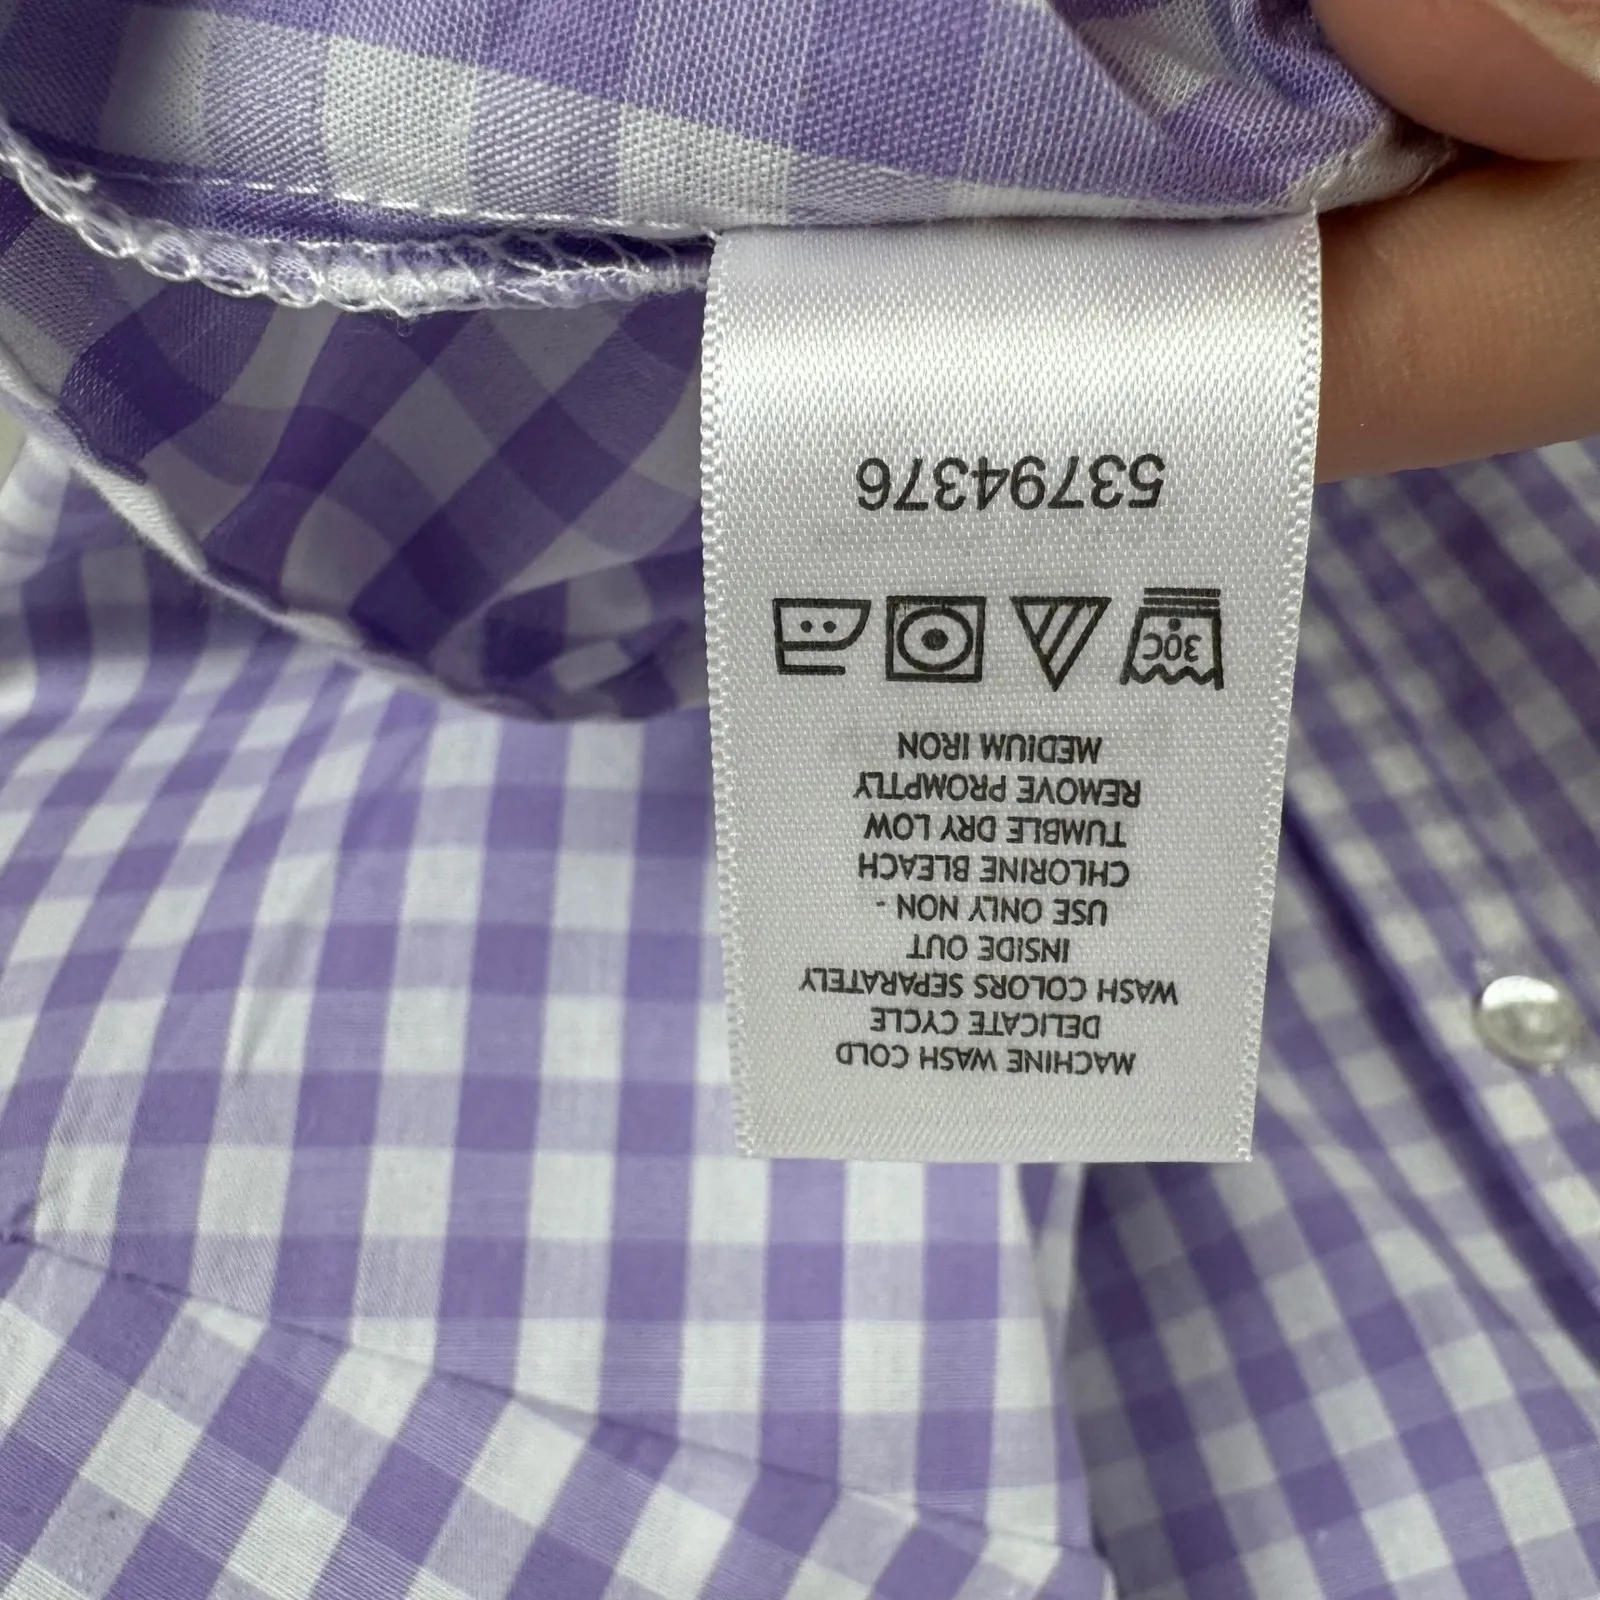 MACHINE WASH COLD
DELICATE CYCLE
WASH COLORS SEPARATELY
INSIDE OUT
USE ONLY NON -
CHLORINE BLEACH
TUMBLE DRY LOW
REMOVE PROMPTLY
MEDIUM IRON
30C
53794376